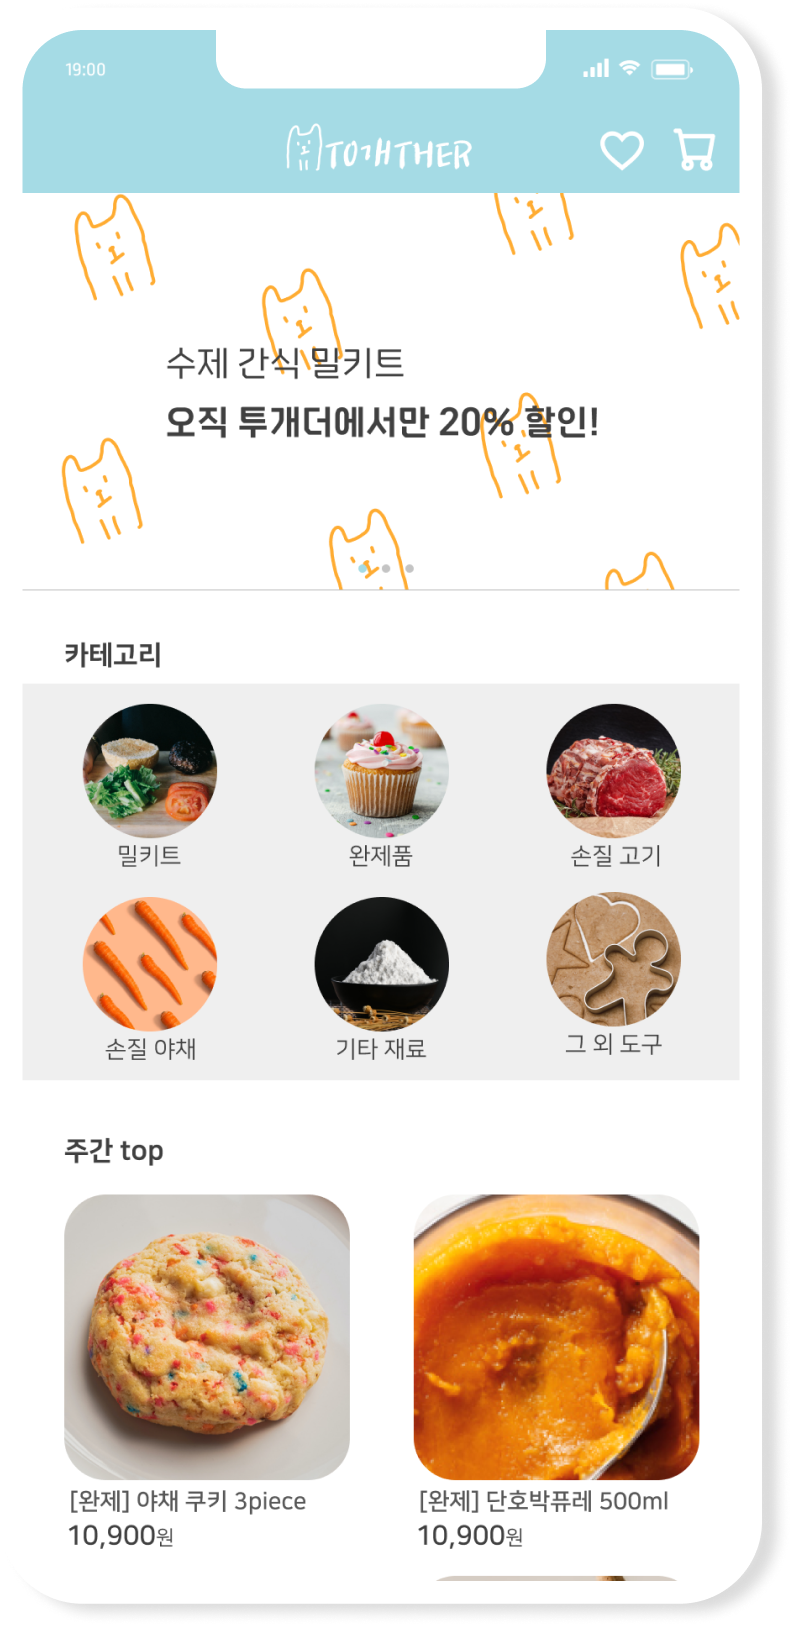 19:00
TO개THER
수제 간식 밀키트
오직 투개더에서만 20% 할인!
카테고리
밀키트
완제품
손질 고기
손질 야채
기타 재료
그 외 도구
주간 top
[완제] 야채 쿠키 3piece
10,900원
[완제] 단호박퓨레 500ml
10,900원